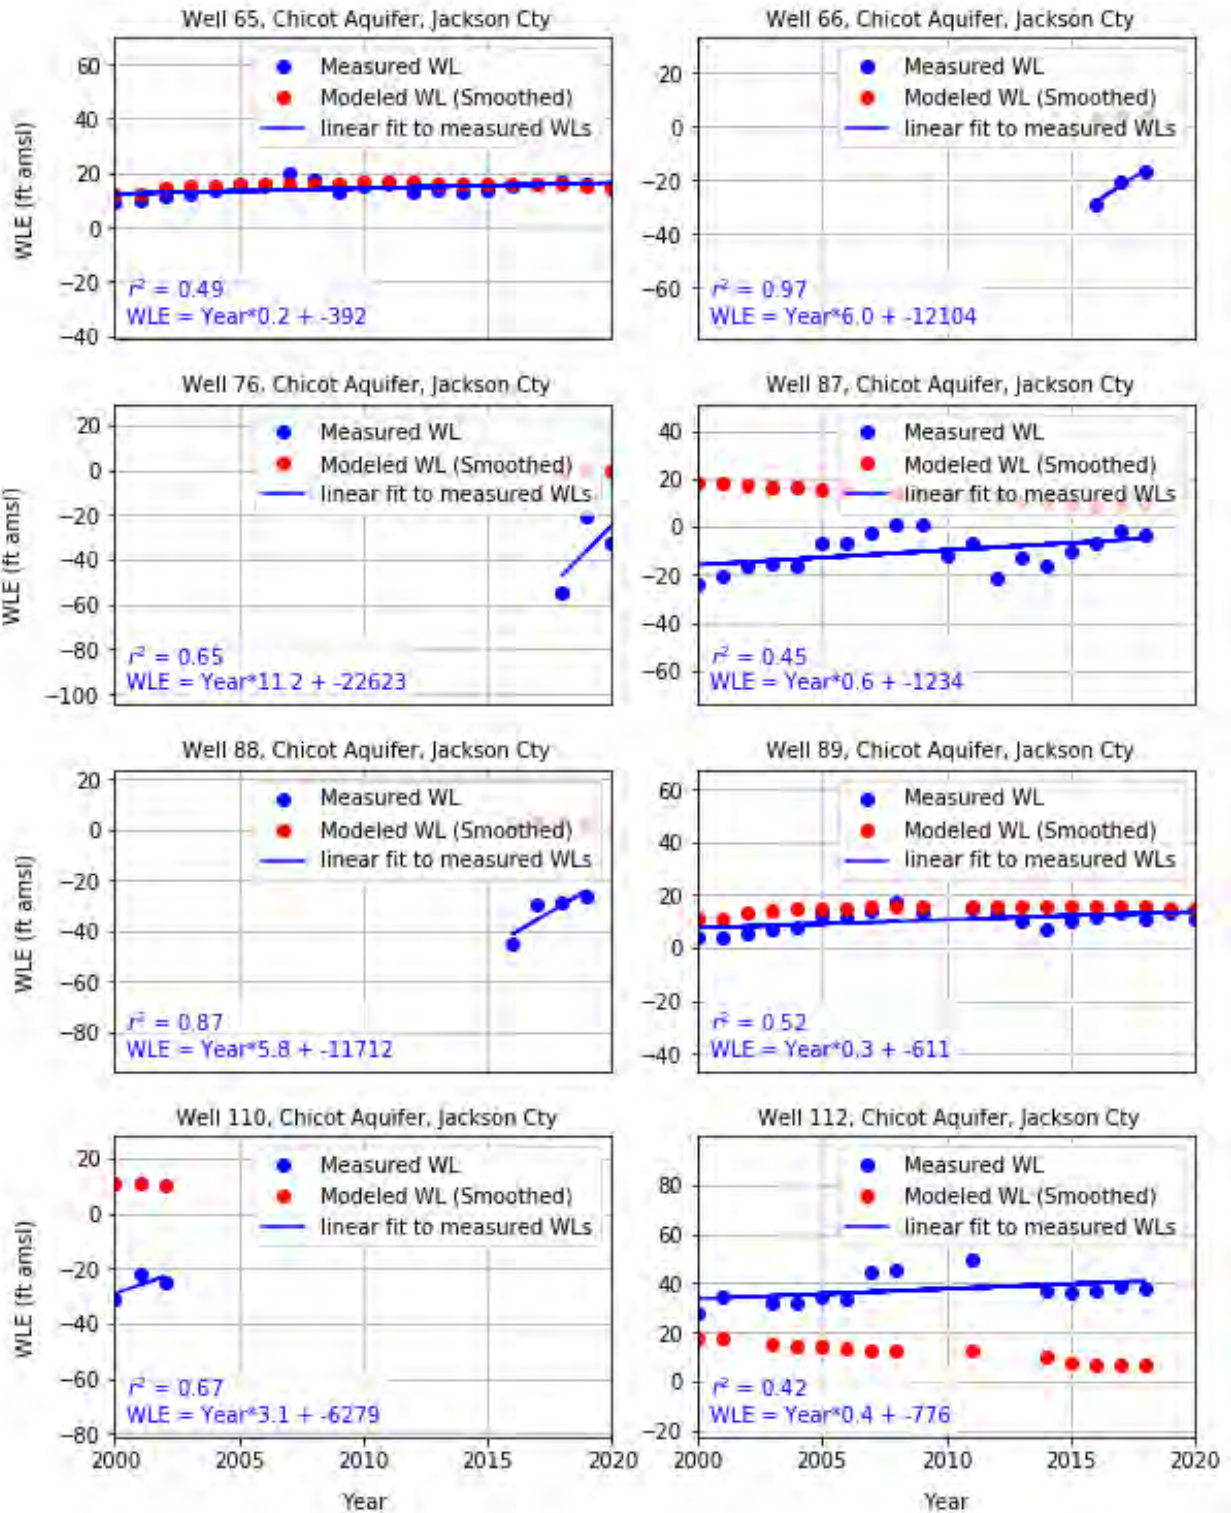 Well 65, Chicot Aquifer, Jackson Cty
WLE (ft amsl)
60
40
20
0
−20
−40
Measured WL
Modeled WL (Smoothed)
linear fit to measured WLs
r² = 0.49
WLE = Year*0.2 + -392
Well 66, Chicot Aquifer, Jackson Cty
20
0
−20
−40
−60
Measured WL
Modeled WL (Smoothed)
linear fit to measured WLs
r² = 0.97
WLE = Year*6.0 + -12104
Well 76, Chicot Aquifer, Jackson Cty
WLE (ft amsl)
20
0
−20
−40
−60
−80
−100
Measured WL
Modeled WL (Smoothed)
linear fit to measured WLs
r² = 0.65
WLE = Year*11.2 + -22623
Well 87, Chicot Aquifer, Jackson Cty
40
20
0
−20
−40
−60
Measured WL
Modeled WL (Smoothed)
linear fit to measured WLs
r² = 0.45
WLE = Year*0.6 + -1234
Well 88, Chicot Aquifer, Jackson Cty
WLE (ft amsl)
20
0
−20
−40
−60
−80
Measured WL
Modeled WL (Smoothed)
linear fit to measured WLs
r² = 0.87
WLE = Year*5.8 + -11712
Well 89, Chicot Aquifer, Jackson Cty
60
40
20
0
−20
−40
Measured WL
Modeled WL (Smoothed)
linear fit to measured WLs
r² = 0.52
WLE = Year*0.3 + -611
Well 110, Chicot Aquifer, Jackson Cty
WLE (ft amsl)
20
0
−20
−40
−60
−80
Measured WL
Modeled WL (Smoothed)
linear fit to measured WLs
r² = 0.67
WLE = Year*3.1 + -6279
2000 2005 2010 2015 2020
Year
Well 112, Chicot Aquifer, Jackson Cty
80
60
40
20
0
−20
Measured WL
Modeled WL (Smoothed)
linear fit to measured WLs
r² = 0.42
WLE = Year*0.4 + -776
2000 2005 2010 2015 2020
Year